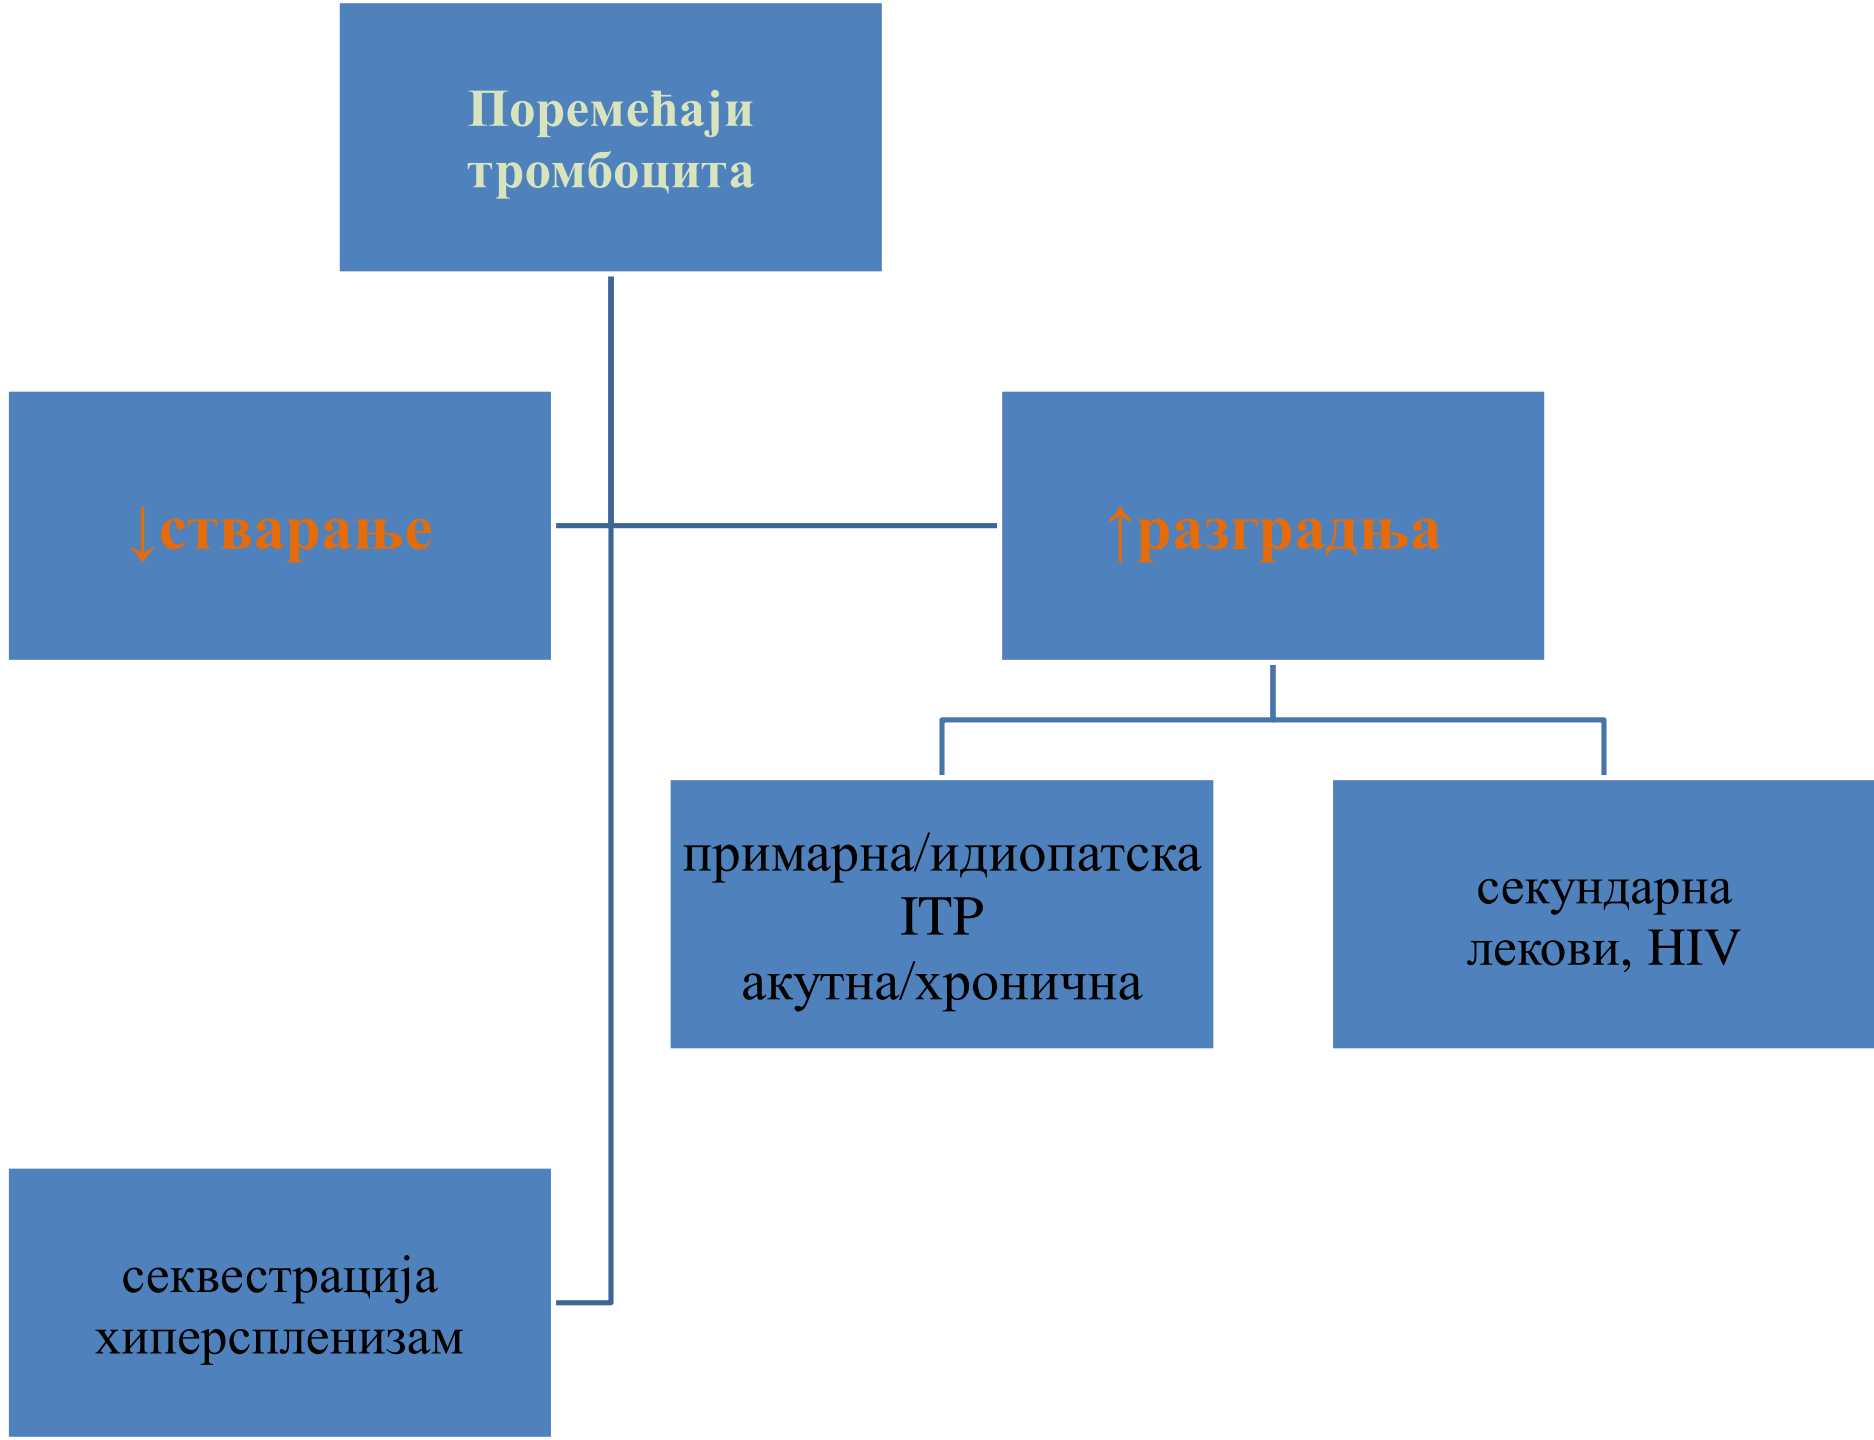 Поремећаји
тромбоцита
↓стварање
↑разградња
примарна/идиопатска
ITP
акутна/хронична
секундарна
лекови, HIV
секвестрација
хиперспленизам